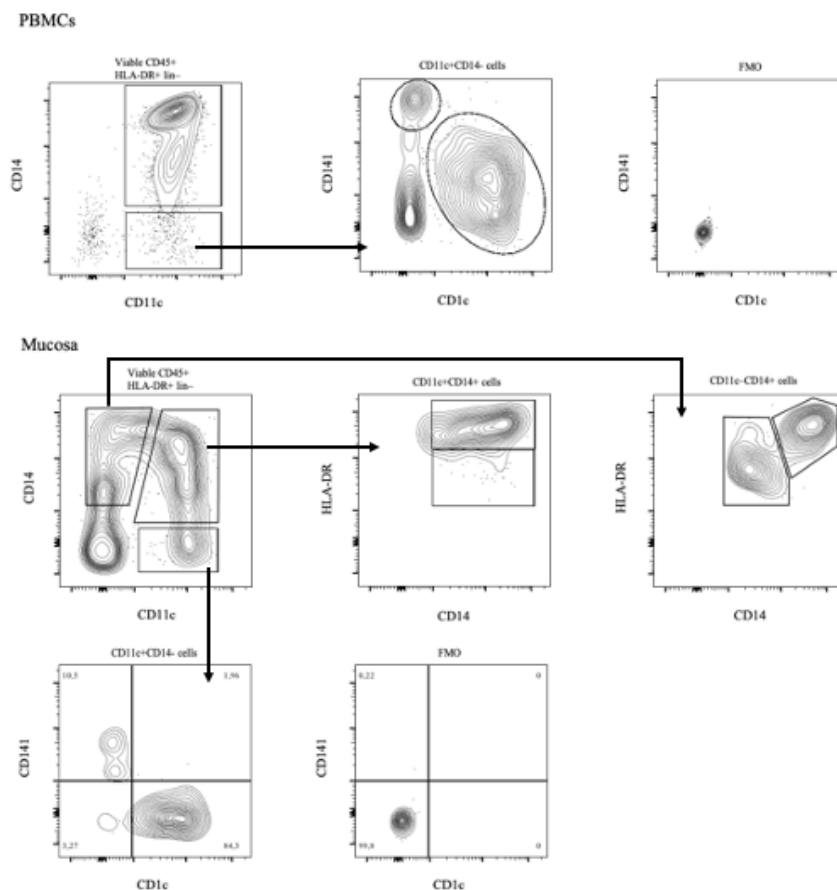 PBMCs
Viable CD45+
HLA-DR+ lin–
CD14
CD11c
CD11c+CD14- cells
CD141
CD1c
FMO
CD141
CD1c
Mucosa
Viable CD45+
HLA-DR+ lin–
CD14
CD11c
CD11c+CD14+ cells
HLA-DR
CD14
CD11c–CD14+ cells
HLA-DR
CD14
CD11c+CD14- cells
10,5
1,96
CD141
3,27
84,3
CD1c
FMO
0,22
0
CD141
99,8
0
CD1c